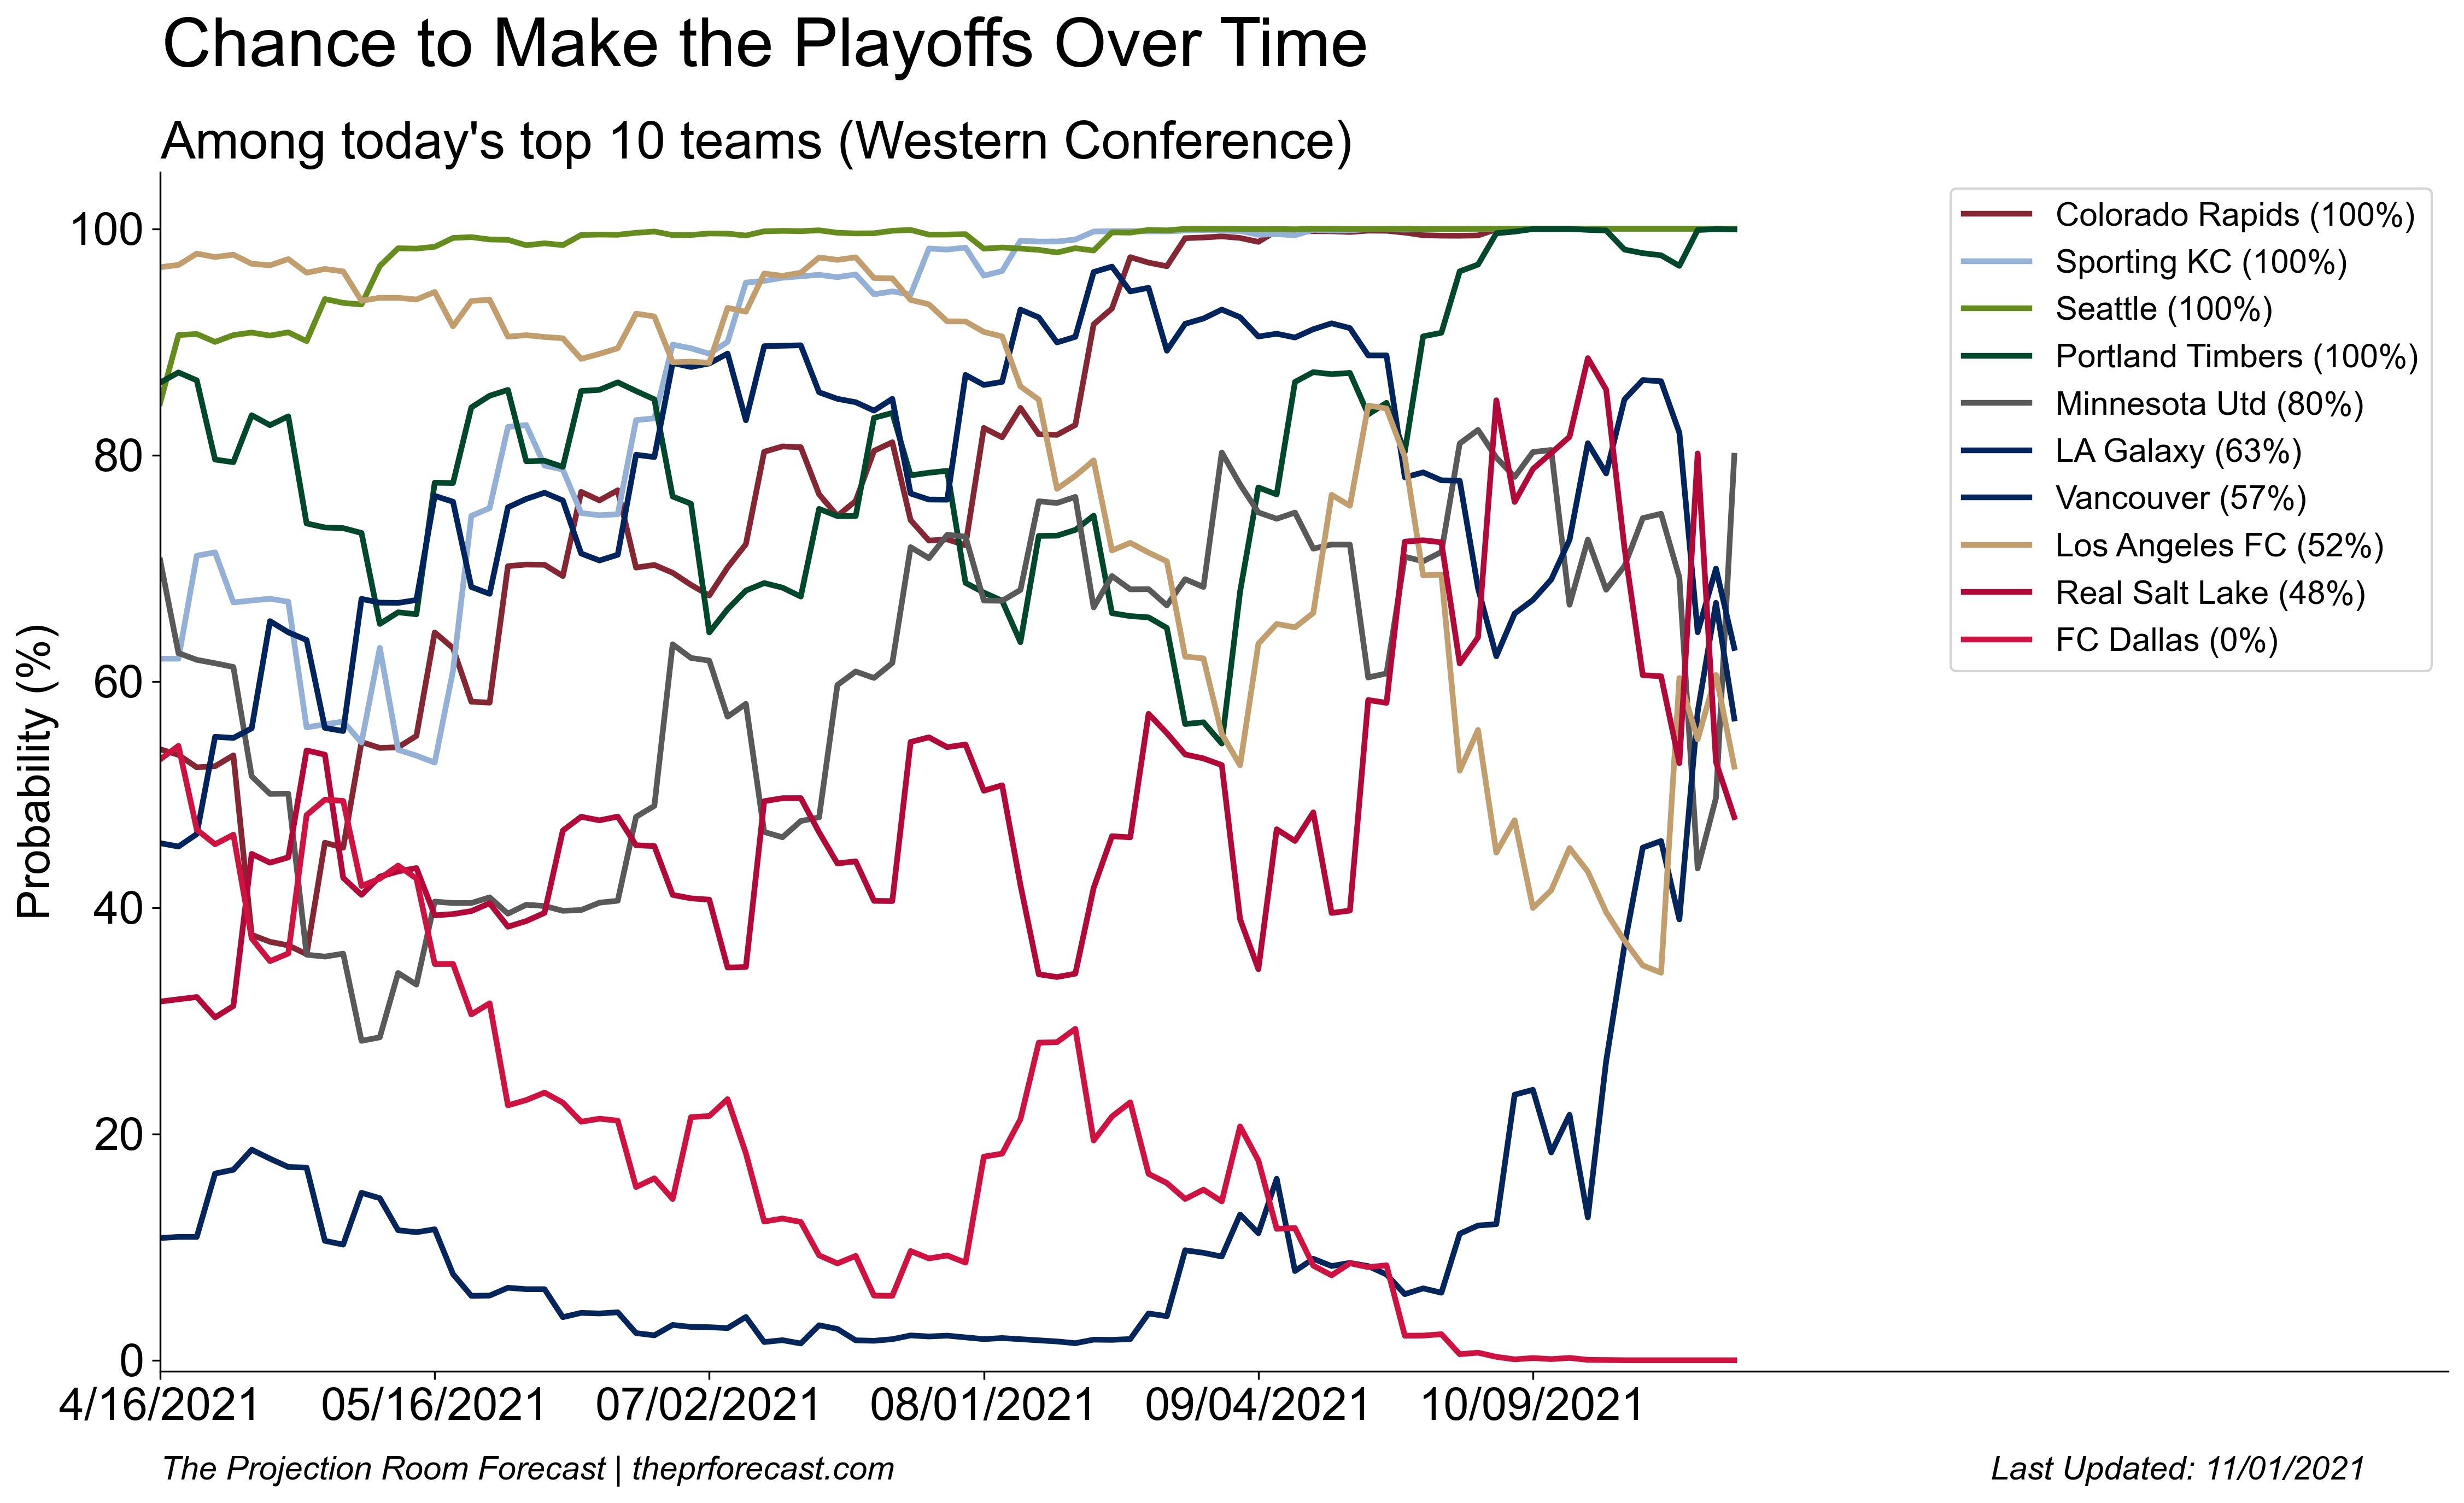 Chance to Make the Playoffs Over Time
Among today's top 10 teams (Western Conference)
Probability (%)
100
80
60
40
20
0
4/16/2021 05/16/2021 07/02/2021 08/01/2021 09/04/2021 10/09/2021
Colorado Rapids (100%)
Sporting KC (100%)
Seattle (100%)
Portland Timbers (100%)
Minnesota Utd (80%)
LA Galaxy (63%)
Vancouver (57%)
Los Angeles FC (52%)
Real Salt Lake (48%)
FC Dallas (0%)
The Projection Room Forecast | theprforecast.com
Last Updated: 11/01/2021